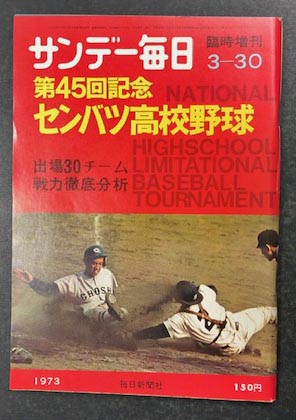 サンデー毎日
臨時増刊
3-30
第45回記念
センバツ高校野球
NATIONAL
HIGHSCHOOL
LIMITATIONAL
BASEBALL
TOURNAMENT
出場30チーム
戦力徹底分析
CHOSHO
1973
毎日新聞社
150円